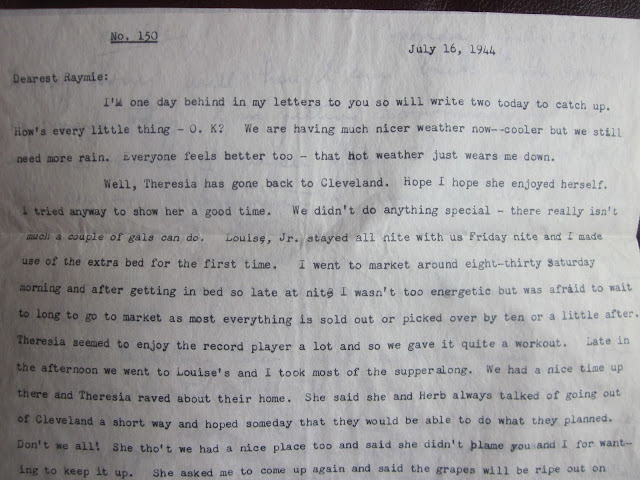 No. 150
July 16, 1944
Dearest Raymie:
I'M one day behind in my letters to you so will write two today to catch up.
How's every little thing - O. K? We are having much nicer weather now--cooler but we still
need more rain. Everyone feels better too - that hot weather just wears me down.
Well, Theresia has gone back to Cleveland. Hope I hope she enjoyed herself.
I tried anyway to show her a good time. We didn't do anything special - there really isn't
much a couple of gals can do. Louise, Jr. stayed all nite with us Friday nite and I made
use of the extra bed for the first time. I went to market around eight-thirty Saturday
morning and after getting in bed so late at nite I wasn't too energetic but was afraid to wait
to long to go to market as most everything is sold out or picked over by ten or a little after.
Theresia seemed to enjoy the record player a lot and so we gave it quite a workout. Late in
the afternoon we went to Louise's and I took most of the supperalong. We had a nice time up
there and Theresia raved about their home. She said she and Herb always talked of going out
of Cleveland a short way and hoped someday that they would be able to do what they planned.
Don't we all! She tho't we had a nice place too and said she didn't blame you and I for want-
ing to keep it up. She asked me to come up again and said the grapes will be ripe out on